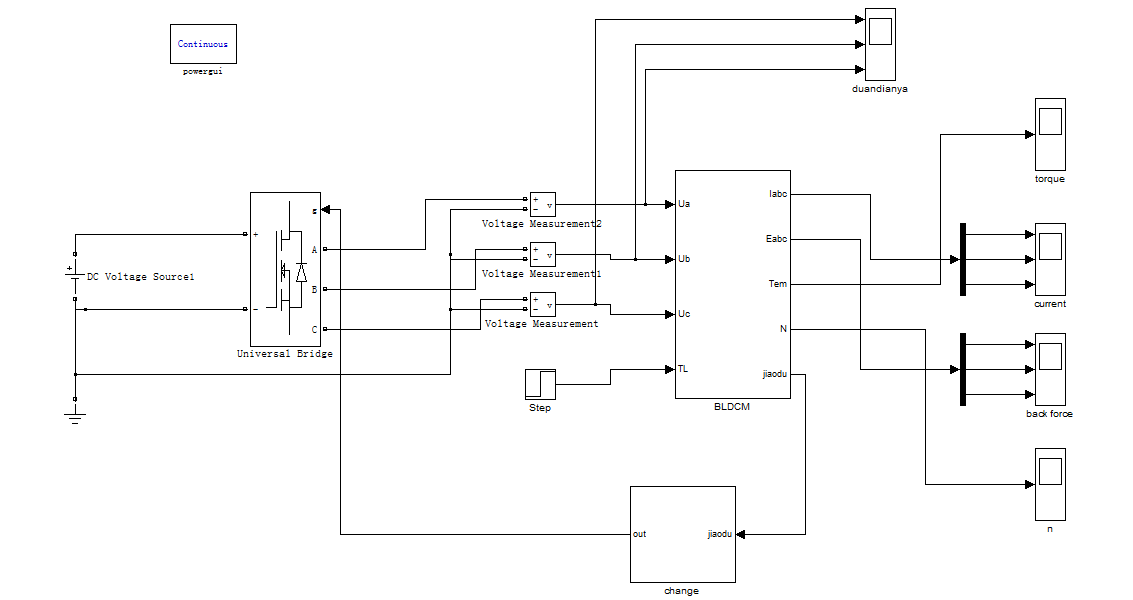 Continuous
powergui
duandianya
torque
g
A
B
C
+
-
Universal Bridge
+
DC Voltage Source1
+
-
v
Voltage Measurement2
+
-
v
Voltage Measurement1
+
-
v
Voltage Measurement
Step
Ua
Ub
Uc
TL
Iabc
Eabc
Tem
N
jiaodu
BLDCM
current
back force
n
out
jiaodu
change